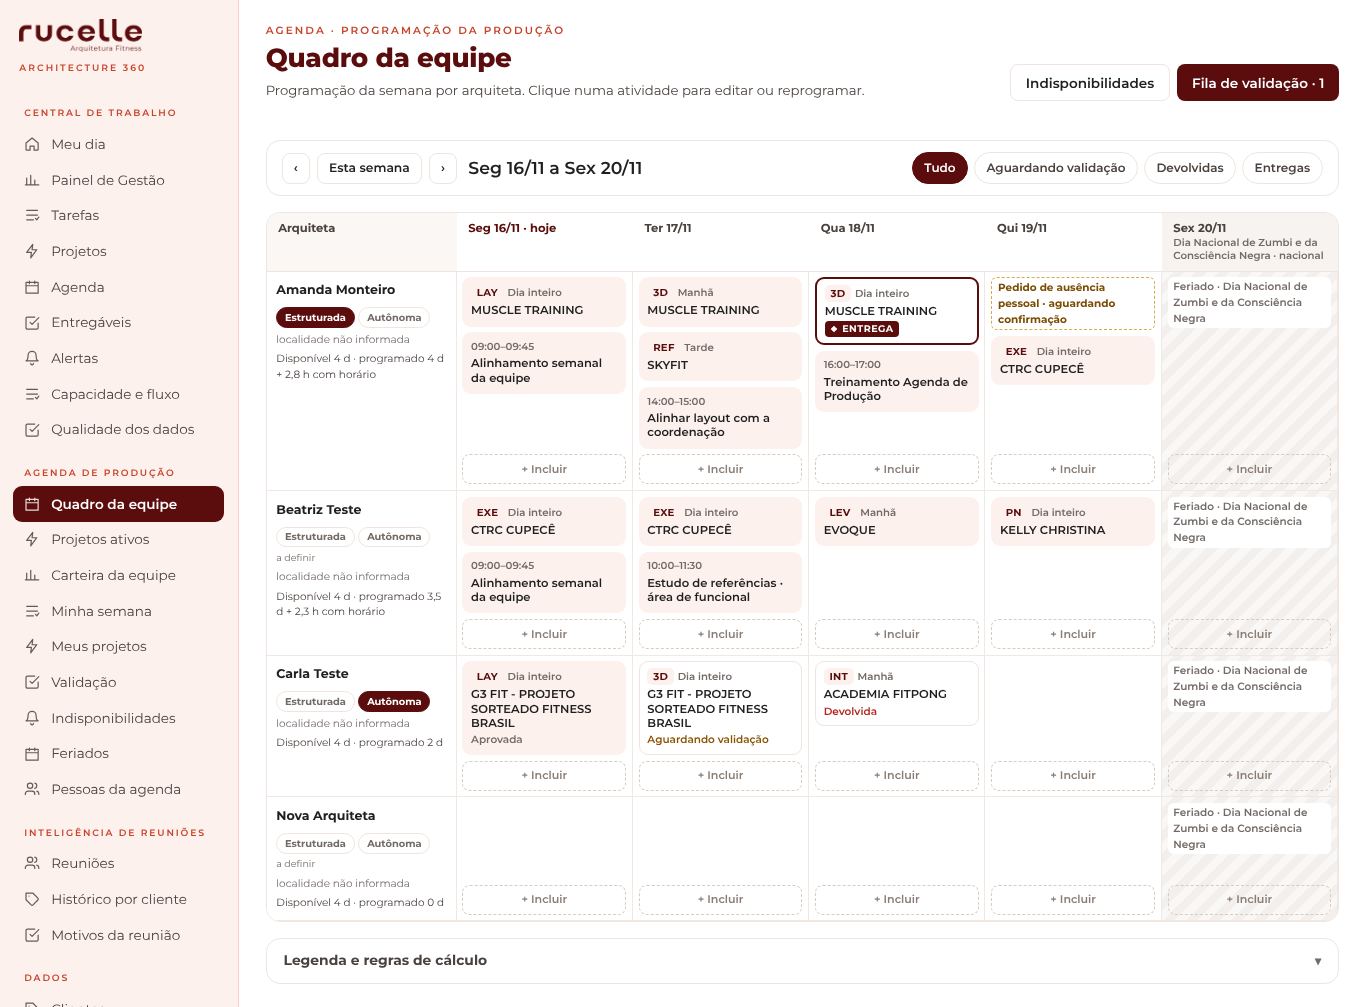 rucelle
Arquitetura Fitness
ARCHITECTURE 360
CENTRAL DE TRABALHO
Meu dia
Painel de Gestão
Tarefas
Projetos
Agenda
Entregáveis
Alertas
Capacidade e fluxo
Qualidade dos dados
AGENDA DE PRODUÇÃO
Quadro da equipe
Projetos ativos
Carteira da equipe
Minha semana
Meus projetos
Validação
Indisponibilidades
Feriados
Pessoas da agenda
INTELIGÊNCIA DE REUNIÕES
Reuniões
Histórico por cliente
Motivos da reunião
DADOS
AGENDA · PROGRAMAÇÃO DA PRODUÇÃO
Quadro da equipe
Programação da semana por arquiteta. Clique numa atividade para editar ou reprogramar.
Indisponibilidades
Fila de validação · 1
‹
Esta semana
›
Seg 16/11 a Sex 20/11
Tudo
Aguardando validação
Devolvidas
Entregas
Arquiteta
Seg 16/11 · hoje
Ter 17/11
Qua 18/11
Qui 19/11
Sex 20/11
Dia Nacional de Zumbi e da
Consciência Negra · nacional
Amanda Monteiro
Estruturada Autônoma
localidade não informada
Disponível 4 d · programado 4 d
+ 2,8 h com horário
LAY Dia inteiro
MUSCLE TRAINING
09:00–09:45
Alinhamento semanal
da equipe
+ Incluir
3D Manhã
MUSCLE TRAINING
REF Tarde
SKYFIT
14:00–15:00
Alinhar layout com a
coordenação
+ Incluir
3D Dia inteiro
MUSCLE TRAINING
◆ ENTREGA
16:00–17:00
Treinamento Agenda de
Produção
+ Incluir
Pedido de ausência
pessoal · aguardando
confirmação
EXE Dia inteiro
CTRC CUPECÊ
+ Incluir
Feriado · Dia Nacional de
Zumbi e da Consciência
Negra
+ Incluir
Beatriz Teste
Estruturada Autônoma
a definir
localidade não informada
Disponível 4 d · programado 3,5
d + 2,3 h com horário
EXE Dia inteiro
CTRC CUPECÊ
09:00–09:45
Alinhamento semanal
da equipe
+ Incluir
EXE Dia inteiro
CTRC CUPECÊ
10:00–11:30
Estudo de referências ·
área de funcional
+ Incluir
LEV Manhã
EVOQUE
+ Incluir
PN Dia inteiro
KELLY CHRISTINA
+ Incluir
Feriado · Dia Nacional de
Zumbi e da Consciência
Negra
+ Incluir
Carla Teste
Estruturada Autônoma
localidade não informada
Disponível 4 d · programado 2 d
LAY Dia inteiro
G3 FIT - PROJETO
SORTEADO FITNESS
BRASIL
Aprovada
+ Incluir
3D Dia inteiro
G3 FIT - PROJETO
SORTEADO FITNESS
BRASIL
Aguardando validação
+ Incluir
INT Manhã
ACADEMIA FITPONG
Devolvida
+ Incluir
+ Incluir
Feriado · Dia Nacional de
Zumbi e da Consciência
Negra
+ Incluir
Nova Arquiteta
Estruturada Autônoma
a definir
localidade não informada
Disponível 4 d · programado 0 d
+ Incluir
+ Incluir
+ Incluir
+ Incluir
Feriado · Dia Nacional de
Zumbi e da Consciência
Negra
+ Incluir
Legenda e regras de cálculo
▾